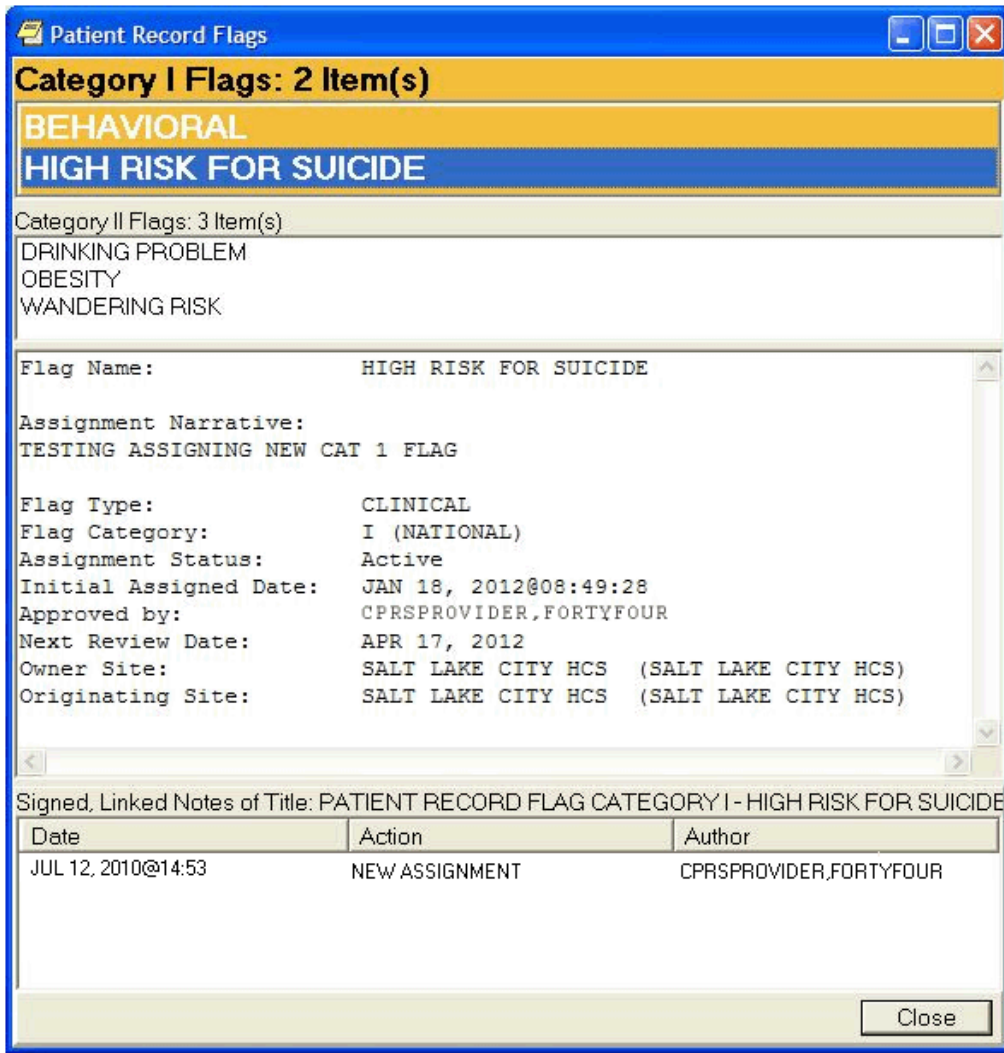 Patient Record Flags
Category I Flags: 2 Item(s)
BEHAVIORAL
HIGH RISK FOR SUICIDE
Category II Flags: 3 Item(s)
DRINKING PROBLEM
OBESITY
WANDERING RISK
Flag Name: HIGH RISK FOR SUICIDE
Assignment Narrative:
TESTING ASSIGNING NEW CAT 1 FLAG
Flag Type: CLINICAL
Flag Category: I (NATIONAL)
Assignment Status: Active
Initial Assigned Date: JAN 18, 2012@08:49:28
Approved by: CPRSPROVIDER,FORTYFOUR
Next Review Date: APR 17, 2012
Owner Site: SALT LAKE CITY HCS (SALT LAKE CITY HCS)
Originating Site: SALT LAKE CITY HCS (SALT LAKE CITY HCS)
Signed, Linked Notes of Title: PATIENT RECORD FLAG CATEGORY I - HIGH RISK FOR SUICIDE
Date Action Author
JUL 12, 2010@14:53 NEW ASSIGNMENT CPRSPROVIDER,FORTYFOUR
Close